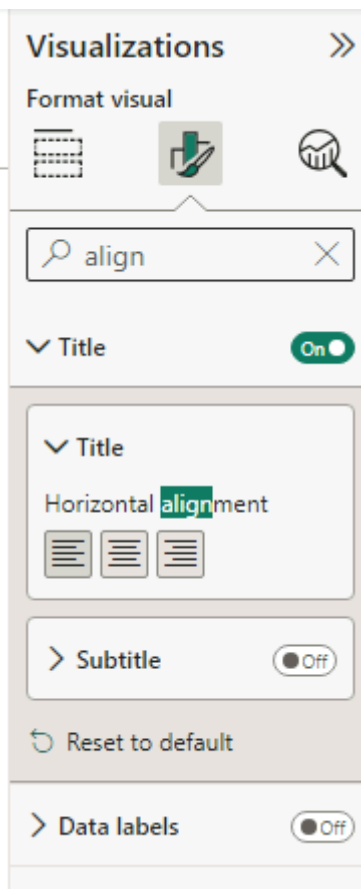 Visualizations
Format visual
align
Title
On
Title
Horizontal alignment
Subtitle
Off
Reset to default
Data labels
Off